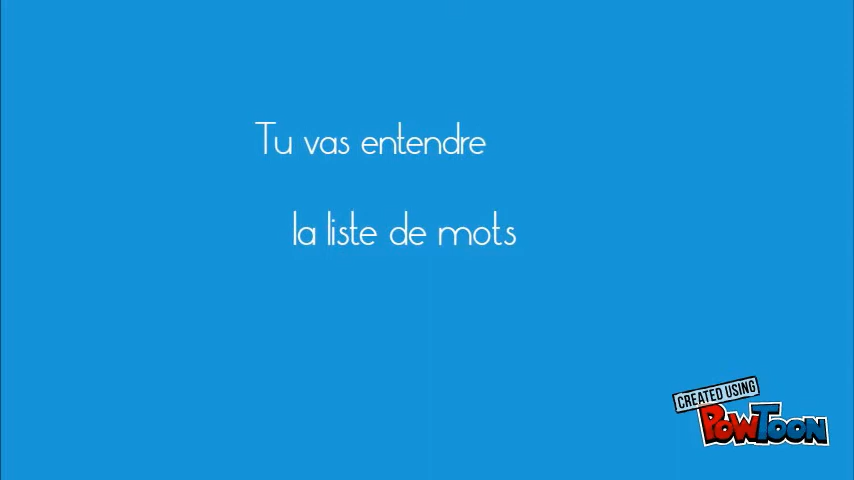 Tu vas entendre
la liste de mots
CREATED USING
POWTOON